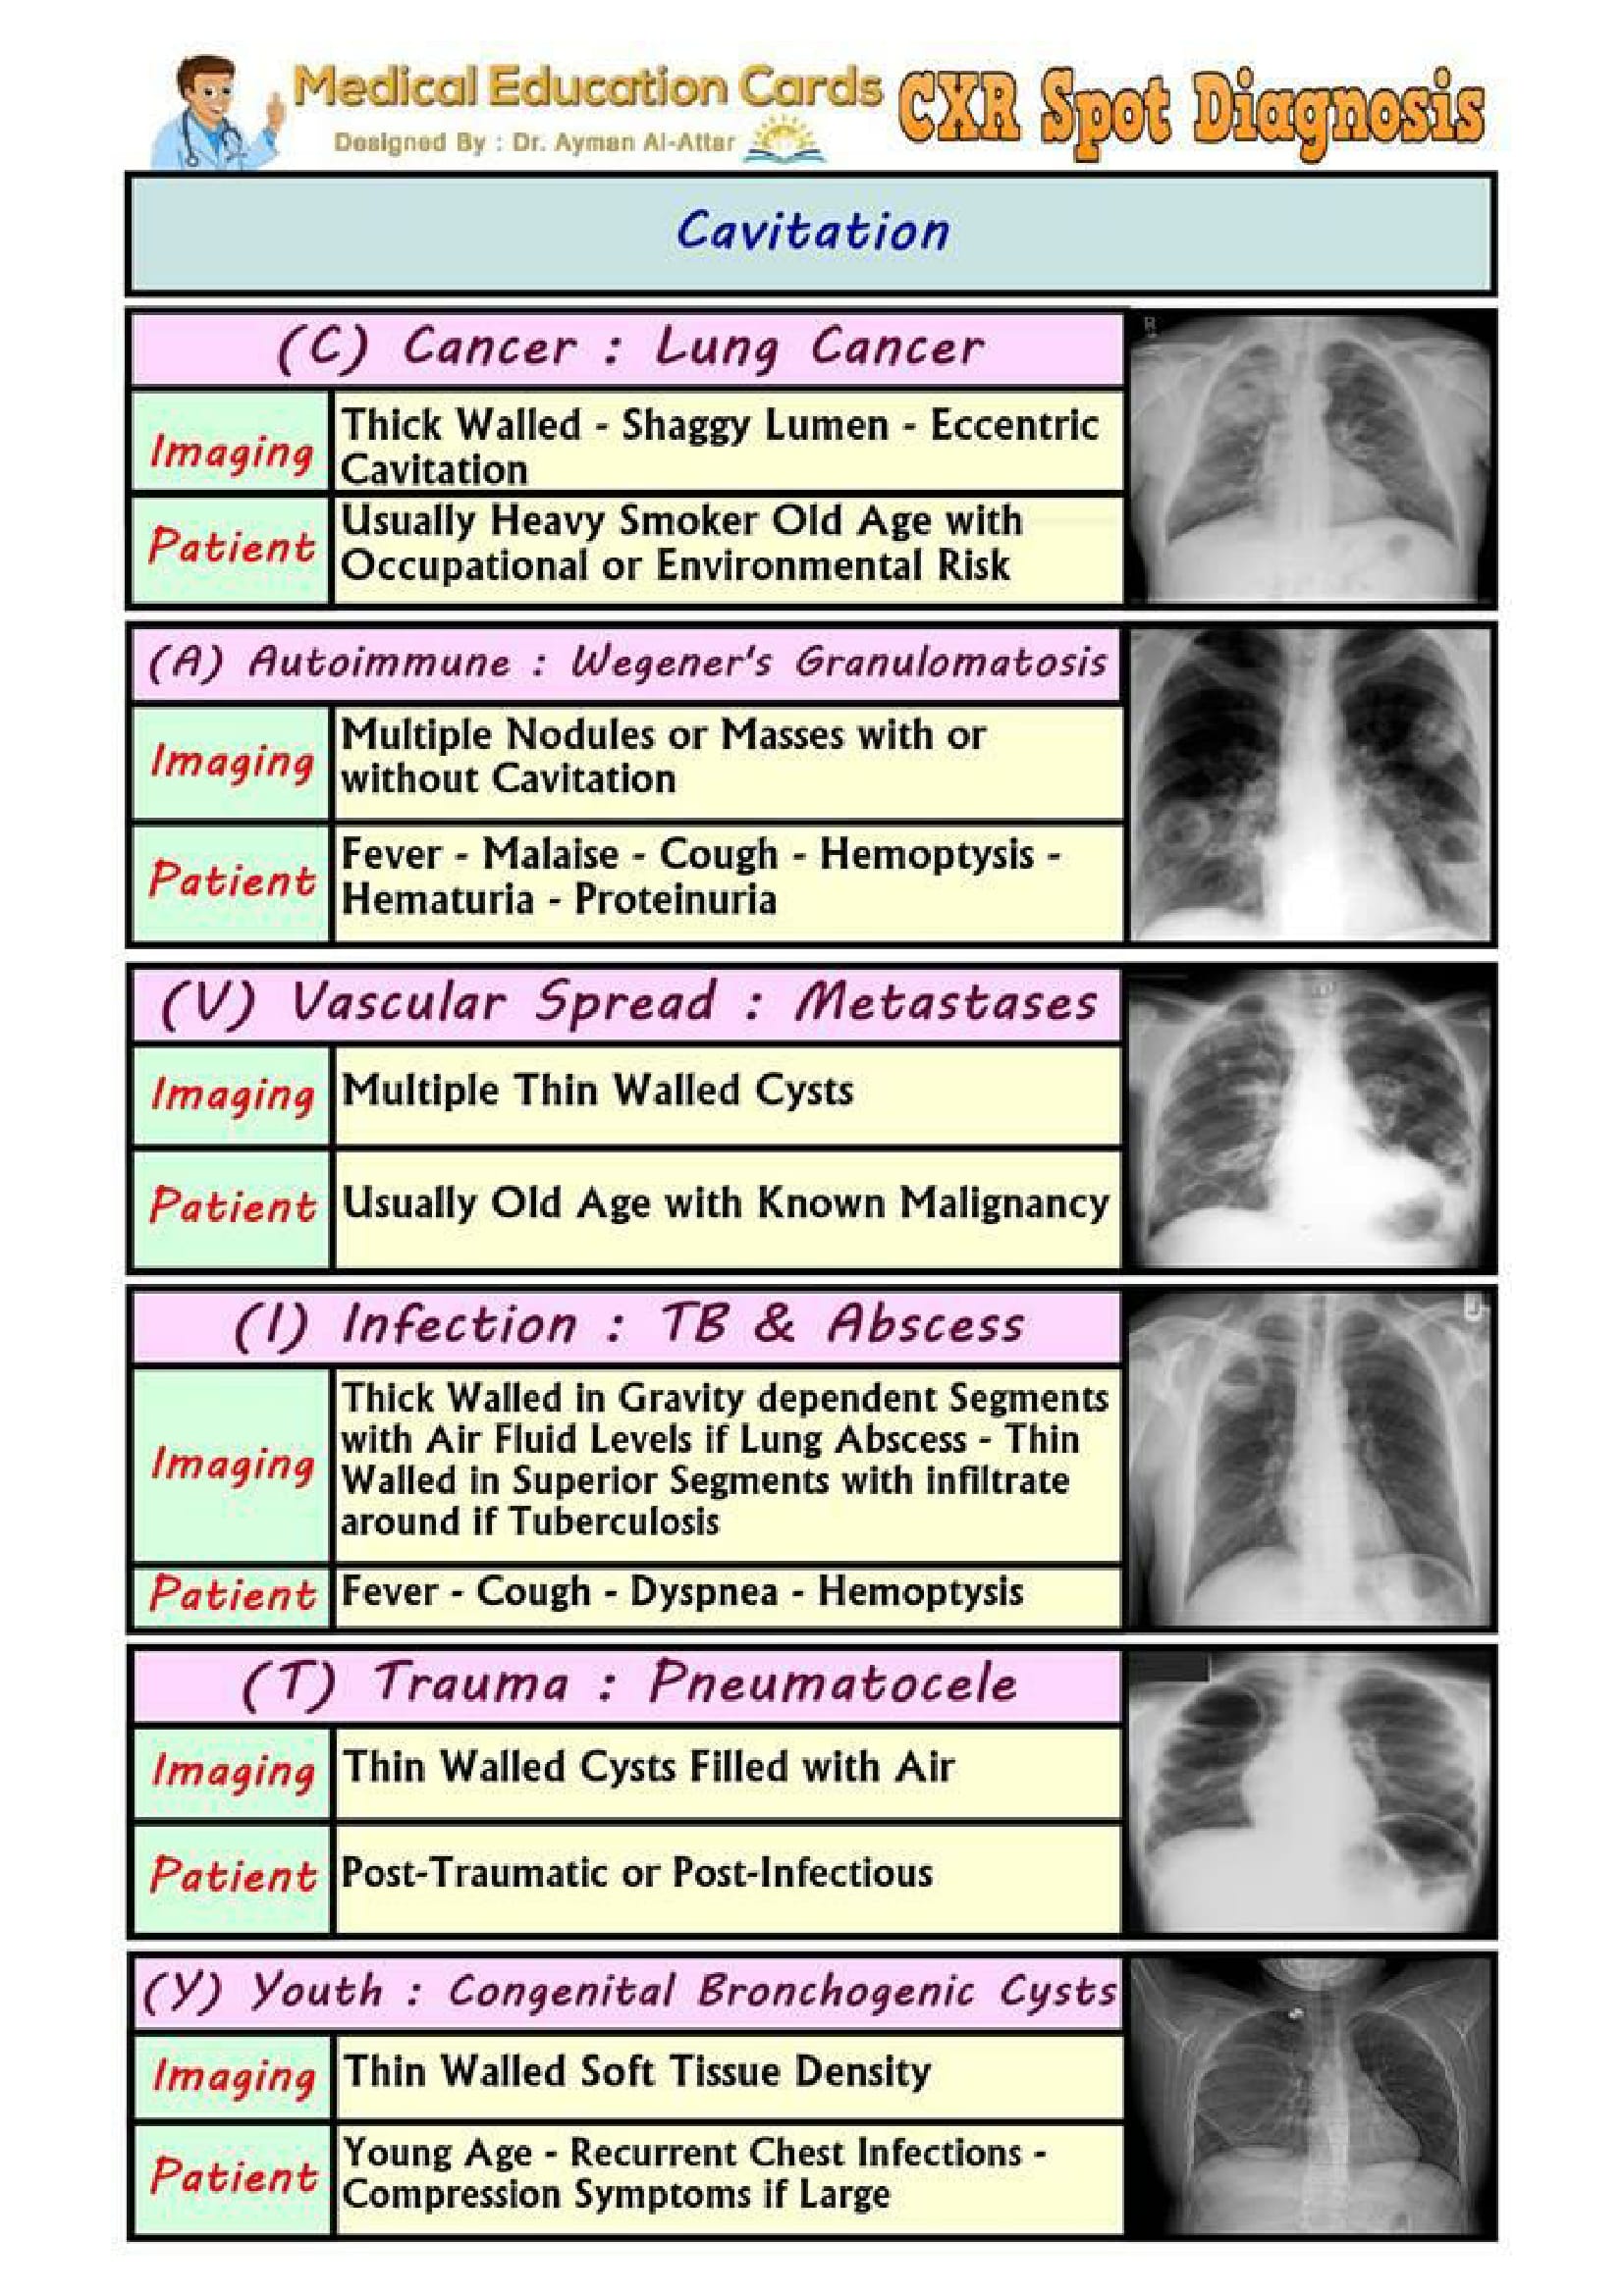 Medical Education Cards
Designed By : Dr. Ayman Al-Attar
CXR Spot Diagnosis
Cavitation
(C) Cancer : Lung Cancer
Imaging
Thick Walled - Shaggy Lumen - Eccentric
Cavitation
Patient
Usually Heavy Smoker Old Age with
Occupational or Environmental Risk
R
(A) Autoimmune : Wegener's Granulomatosis
Imaging
Multiple Nodules or Masses with or
without Cavitation
Patient
Fever - Malaise - Cough - Hemoptysis -
Hematuria - Proteinuria
(V) Vascular Spread : Metastases
Imaging
Multiple Thin Walled Cysts
Patient
Usually Old Age with Known Malignancy
(I) Infection : TB & Abscess
Imaging
Thick Walled in Gravity dependent Segments
with Air Fluid Levels if Lung Abscess - Thin
Walled in Superior Segments with infiltrate
around if Tuberculosis
Patient
Fever - Cough - Dyspnea - Hemoptysis
(T) Trauma : Pneumatocele
Imaging
Thin Walled Cysts Filled with Air
Patient
Post-Traumatic or Post-Infectious
(Y) Youth : Congenital Bronchogenic Cysts
Imaging
Thin Walled Soft Tissue Density
Patient
Young Age - Recurrent Chest Infections -
Compression Symptoms if Large